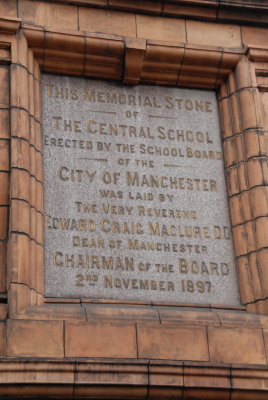 THIS MEMORIAL STONE
OF
THE CENTRAL SCHOOL
ERECTED BY THE SCHOOL BOARD
OF THE
CITY OF MANCHESTER
WAS LAID BY
THE VERY REVEREND
EDWARD CRAIG MACLURE DD
DEAN OF MANCHESTER
CHAIRMAN OF THE BOARD
2ND NOVEMBER 1897.